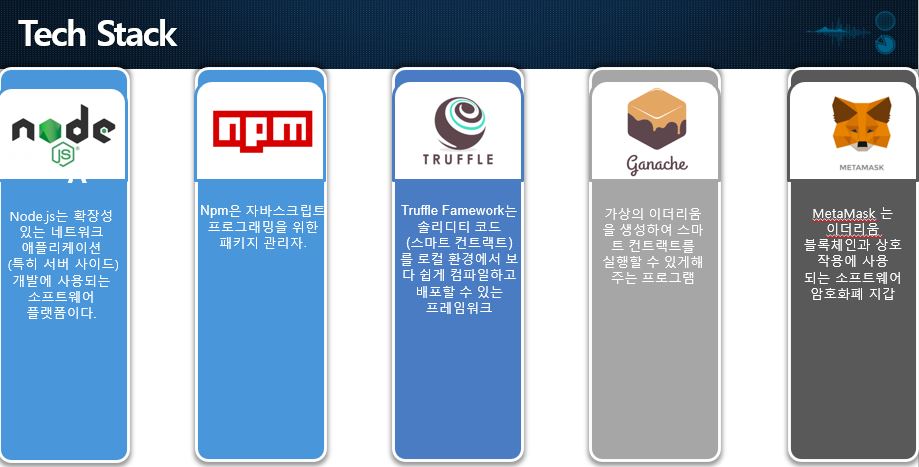 Tech Stack
node
JS
A
Node.js는 확장성
있는 네트워크
애플리케이션
(특히 서버 사이드)
개발에 사용되는
소프트웨어
플랫폼이다.
npm
Npm은 자바스크립트
프로그래밍을 위한
패키지 관리자.
TRUFFLE
Truffle Famework는
솔리디티 코드
(스마트 컨트랙트)
를 로컬 환경에서 보
다 쉽게 컴파일하고
배포할 수 있는
프레임워크
Ganache
가상의 이더리움
을 생성하여 스마
트 컨트랙트를
실행할 수 있게해
주는 프로그램
METAMASK
MetaMask 는
이더리움
블록체인과 상호
작용에 사용
되는 소프트웨어
암호화폐 지갑